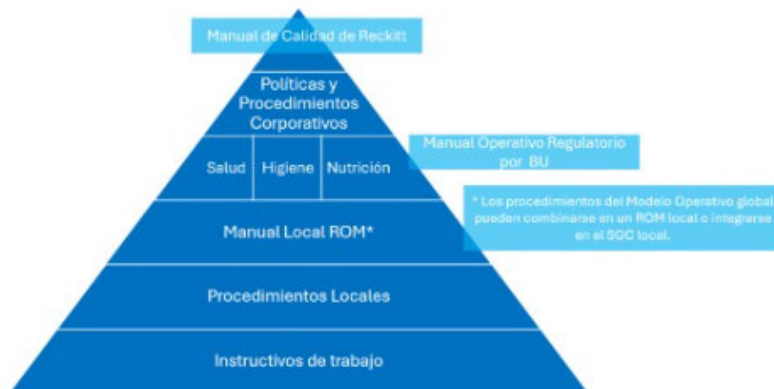 Manual de Calidad de Reckitt
Políticas y
Procedimientos
Corporativos
Salud
Higiene
Nutrición
Manual Operativo Regulatorio
por BU
* Los procedimientos del Modelo Operativo global
pueden combinarse en un ROM local o integrarse
en el SGC local.
Manual Local ROM*
Procedimientos Locales
Instructivos de trabajo